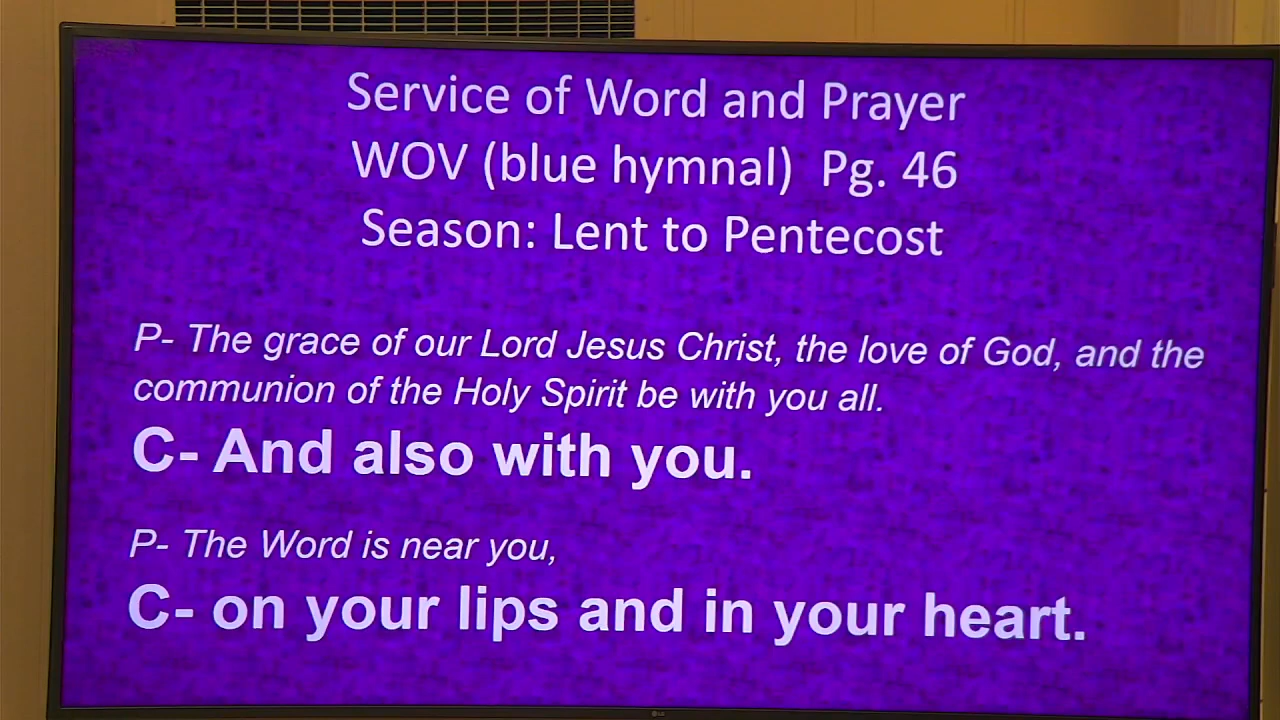 Service of Word and Prayer
WOV (blue hymnal) Pg. 46
Season: Lent to Pentecost
P- The grace of our Lord Jesus Christ, the love of God, and the
communion of the Holy Spirit be with you all.
C- And also with you.
P- The Word is near you,
C- on your lips and in your heart.
LG